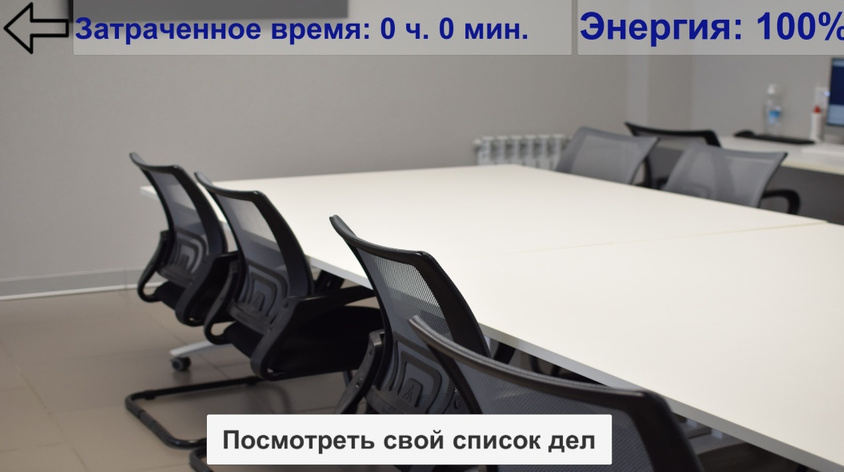 Затраченное время: 0 ч. 0 мин.
Энергия: 100%
Посмотреть свой список дел